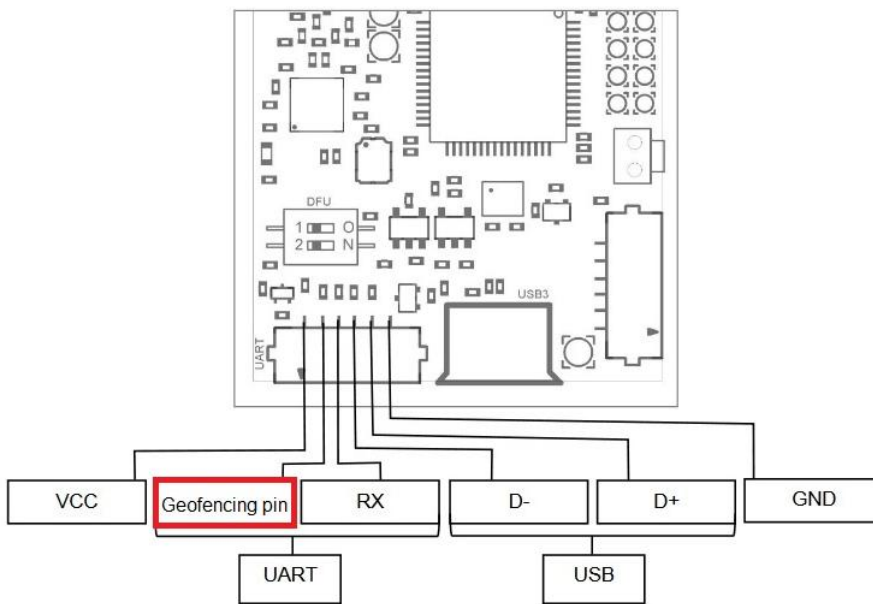 DFU
1 O
2 N
USB3
UART
VCC
Geofencing pin
RX
D-
D+
GND
UART
USB